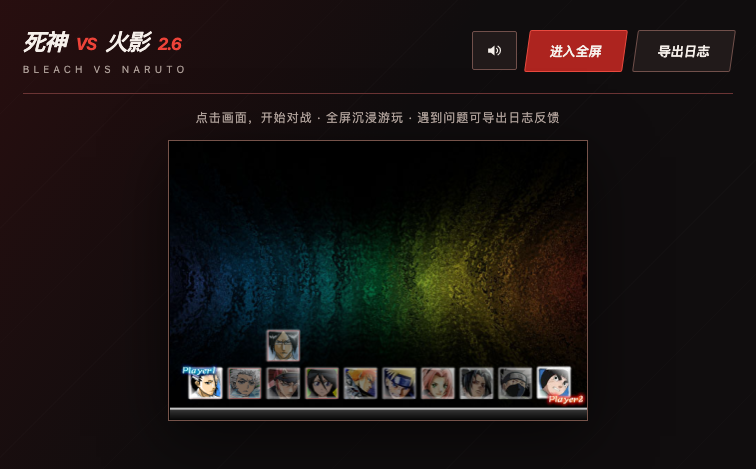 死神 VS 火影 2.6
BLEACH VS NARUTO
进入全屏
导出日志
点击画面，开始对战 · 全屏沉浸游玩 · 遇到问题可导出日志反馈
Player1
Player2